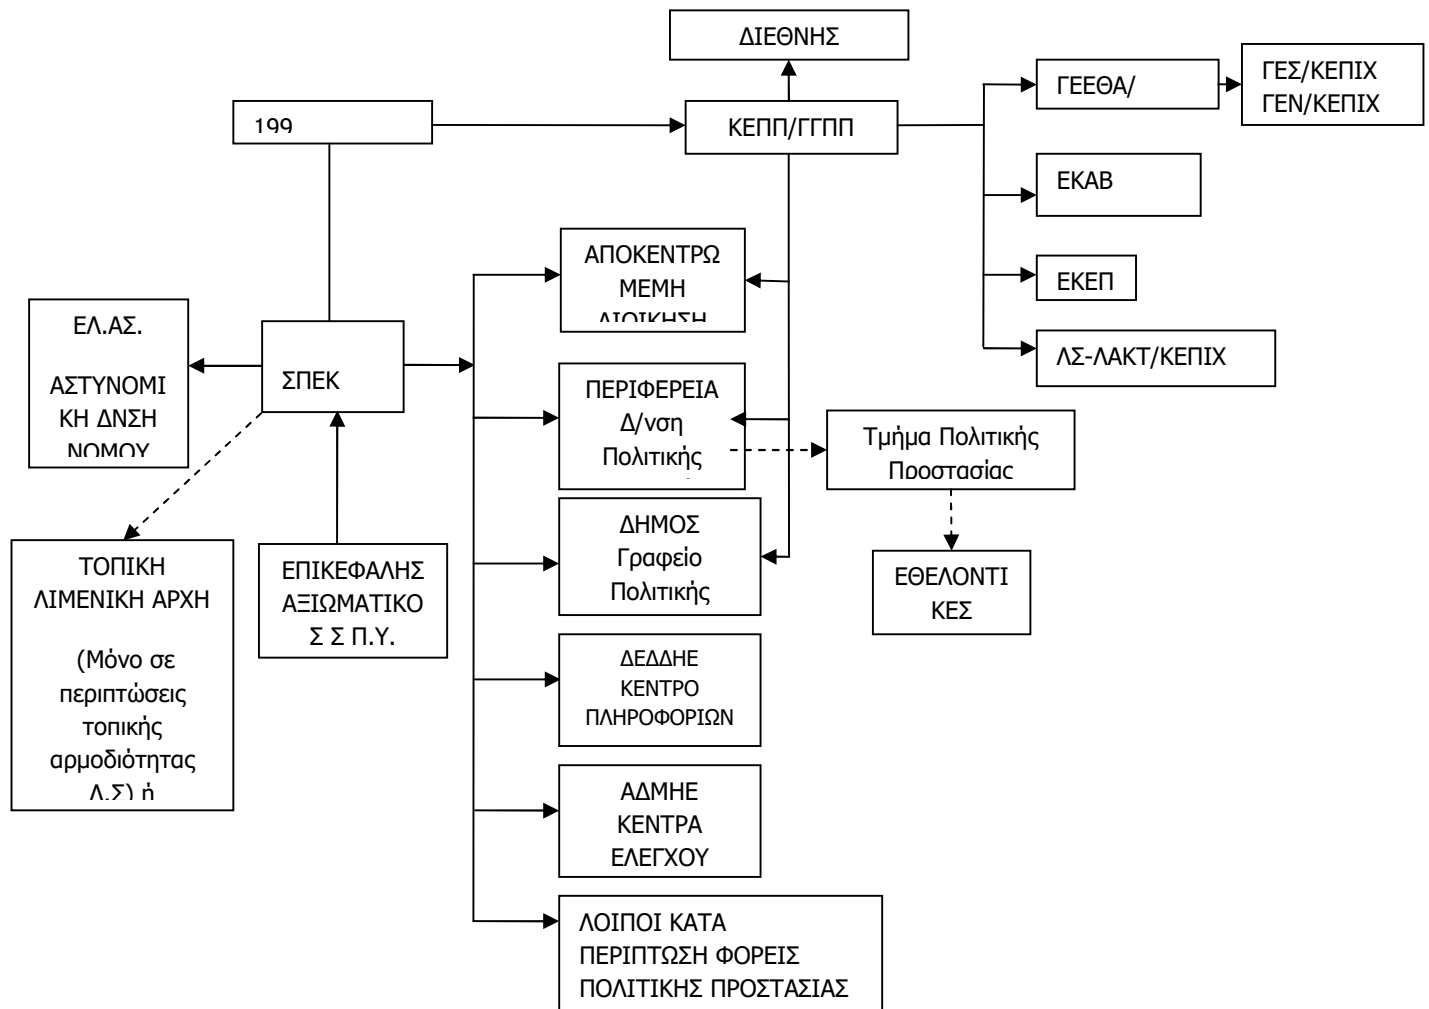 ΔΙΕΘΝΗΣ
199
ΚΕΠΠ/ΓΓΠΠ
ΓΕΕΘΑ/
ΓΕΣ/ΚΕΠΙΧ
ΓΕΝ/ΚΕΠΙΧ
ΕΚΑΒ
ΕΚΕΠ
ΛΣ-ΛΑΚΤ/ΚΕΠΙΧ
ΑΠΟΚΕΝΤΡΩ
ΜΕΜΗ
ΔΙΟΙΚΗΣΗ
ΕΛ.ΑΣ.
ΑΣΤΥΝΟΜΙ
ΚΗ ΔΝΣΗ
ΝΟΜΟΥ
ΣΠΕΚ
ΠΕΡΙΦΕΡΕΙΑ
Δ/νση
Πολιτικής
Τμήμα Πολιτικής
Προστασίας
ΔΗΜΟΣ
Γραφείο
Πολιτικής
ΕΘΕΛΟΝΤΙ
ΚΕΣ
ΤΟΠΙΚΗ
ΛΙΜΕΝΙΚΗ ΑΡΧΗ
(Μόνο σε
περιπτώσεις
τοπικής
αρμοδιότητας
Λ.Σ) ή
ΕΠΙΚΕΦΑΛΗΣ
ΑΞΙΩΜΑΤΙΚΟ
Σ Σ Π.Υ.
ΔΕΔΔΗΕ
ΚΕΝΤΡΟ
ΠΛΗΡΟΦΟΡΙΩΝ
ΑΔΜΗΕ
ΚΕΝΤΡΑ
ΕΛΕΓΧΟΥ
ΛΟΙΠΟΙ ΚΑΤΑ
ΠΕΡΙΠΤΩΣΗ ΦΟΡΕΙΣ
ΠΟΛΙΤΙΚΗΣ ΠΡΟΣΤΑΣΙΑΣ